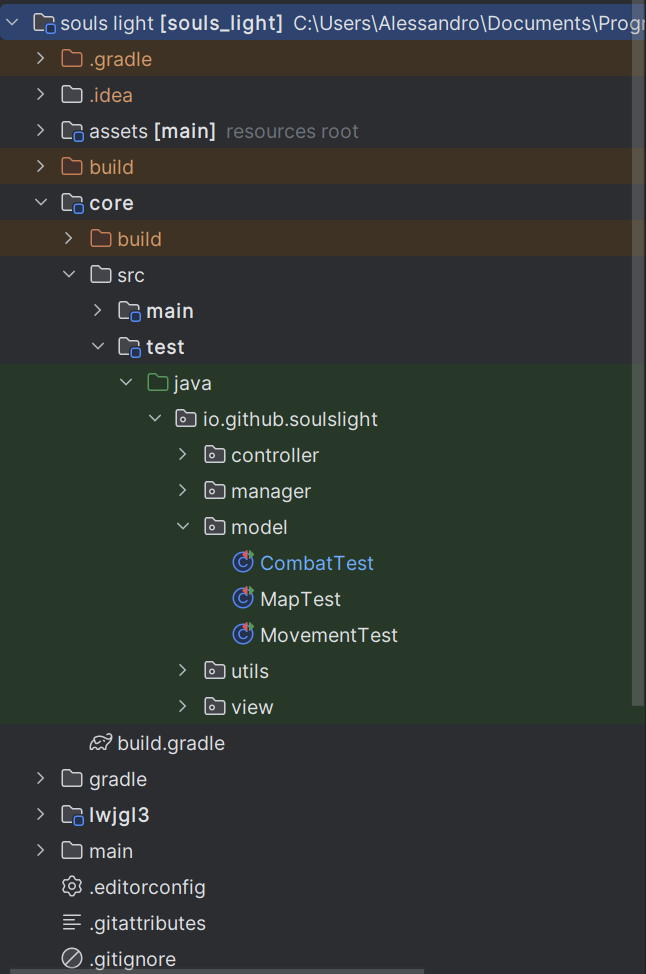 souls light [souls_light] C:\Users\Alessandro\Documents\Progr
.gradle
.idea
assets [main] resources root
build
core
build
src
main
test
java
io.github.soulslight
controller
manager
model
CombatTest
MapTest
MovementTest
utils
view
build.gradle
gradle
lwjgl3
main
.editorconfig
.gitattributes
.gitignore